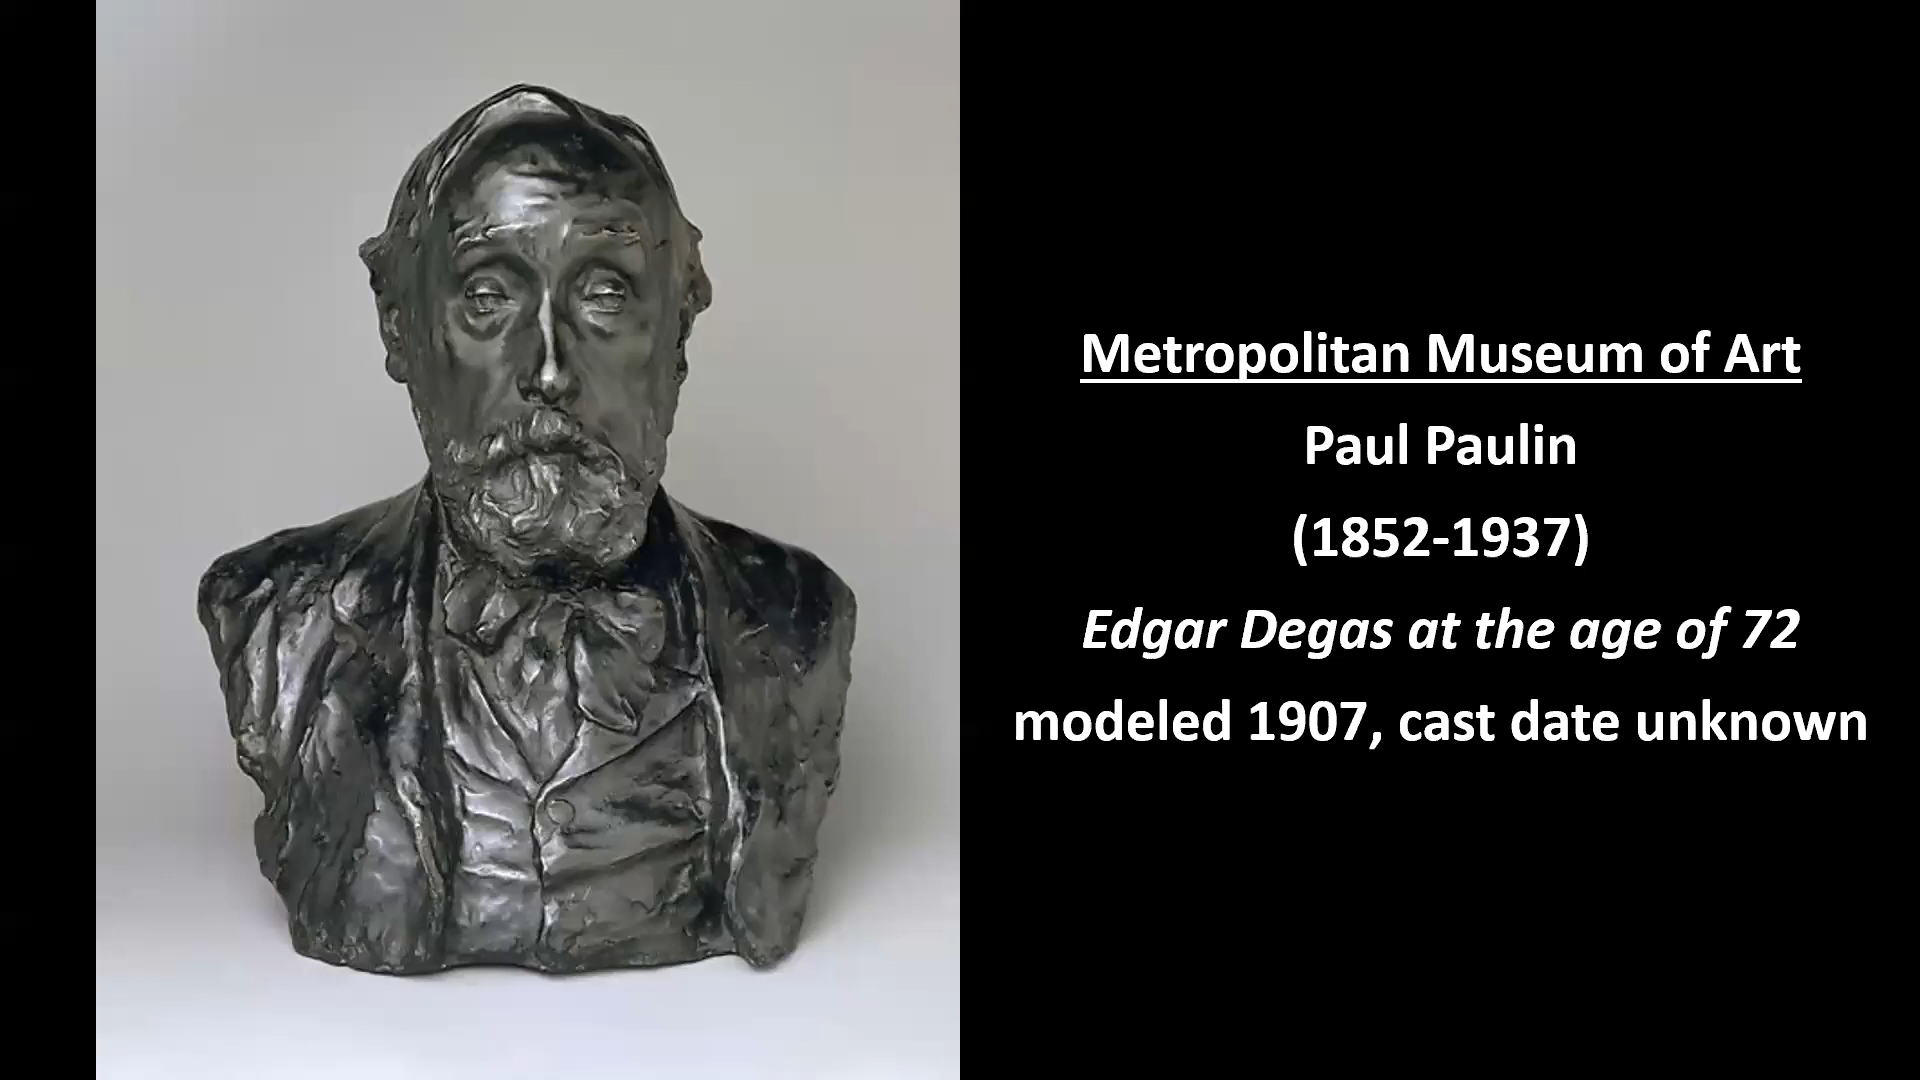 Metropolitan Museum of Art
Paul Paulin
(1852-1937)
Edgar Degas at the age of 72
modeled 1907, cast date unknown